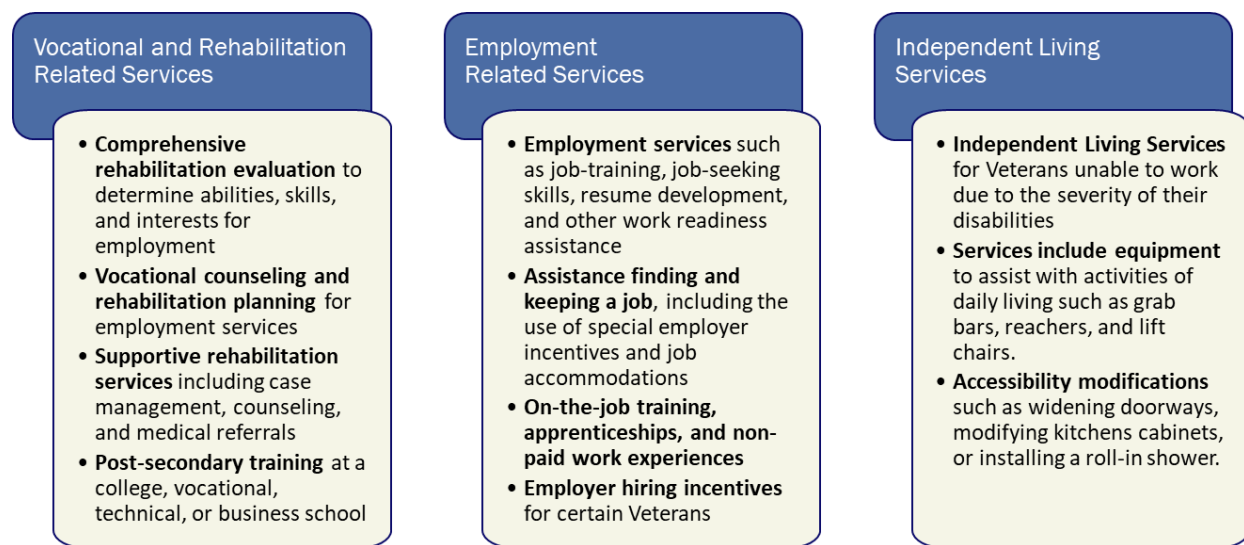 Vocational and Rehabilitation
Related Services
• Comprehensive
rehabilitation evaluation to
determine abilities, skills,
and interests for
employment
• Vocational counseling and
rehabilitation planning for
employment services
• Supportive rehabilitation
services including case
management, counseling,
and medical referrals
• Post-secondary training at a
college, vocational,
technical, or business school
Employment
Related Services
• Employment services such
as job-training, job-seeking
skills, resume development,
and other work readiness
assistance
• Assistance finding and
keeping a job, including the
use of special employer
incentives and job
accommodations
• On-the-job training,
apprenticeships, and non-
paid work experiences
• Employer hiring incentives
for certain Veterans
Independent Living
Services
• Independent Living Services
for Veterans unable to work
due to the severity of their
disabilities
• Services include equipment
to assist with activities of
daily living such as grab
bars, reachers, and lift
chairs.
• Accessibility modifications
such as widening doorways,
modifying kitchens cabinets,
or installing a roll-in shower.